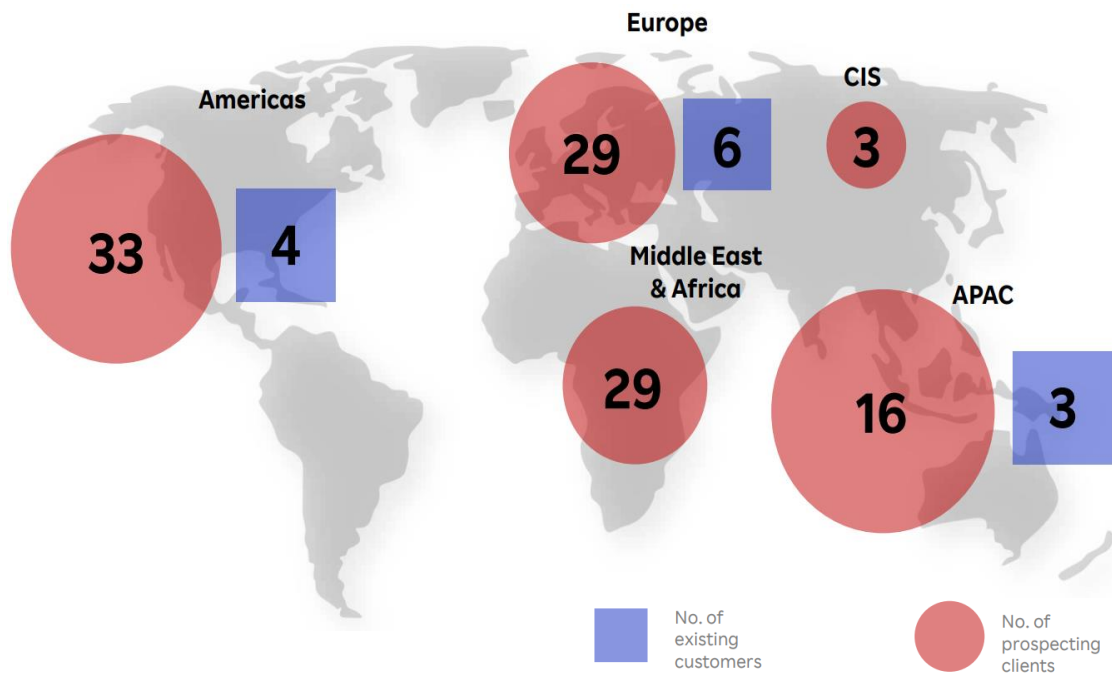 Europe
Americas
CIS
29
6
3
33
4
Middle East
& Africa
APAC
29
16
3
No. of
existing
customers
No. of
prospecting
clients